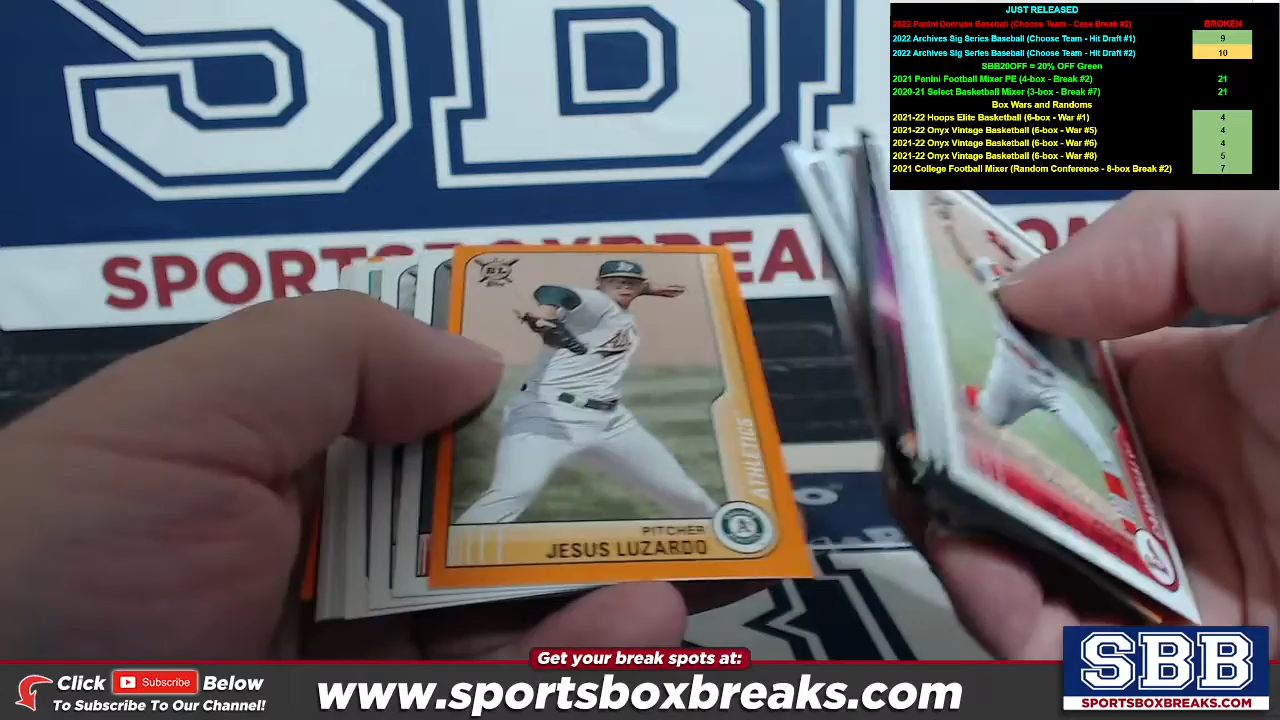 JUST RELEASED
2022 Panini Donruss Baseball (Choose Team - Case Break #2) BROKEN
2022 Archives Sig Series Baseball (Choose Team - Hit Draft #1) 9
2022 Archives Sig Series Baseball (Choose Team - Hit Draft #2) 10
SBB20OFF = 20% OFF Green
2021 Panini Football Mixer PE (4-box - Break #2) 21
2020-21 Select Basketball Mixer (3-box - Break #7) 21
Box Wars and Randoms
2021-22 Hoops Elite Basketball (6-box - War #1) 4
2021-22 Onyx Vintage Basketball (6-box - War #5) 4
2021-22 Onyx Vintage Basketball (6-box - War #6) 4
2021-22 Onyx Vintage Basketball (6-box - War #8) 5
2021 College Football Mixer (Random Conference - 8-box Break #2) 7
SBB
SPORTSBOXBREA
BL
ATHLETICS
A
PITCHER
JESUS LUZARDO
Get your break spots at:
Click Subscribe Below
To Subscribe To Our Channel!
www.sportsboxbreaks.com
SBB
SPORTSBOXBREAKS.COM